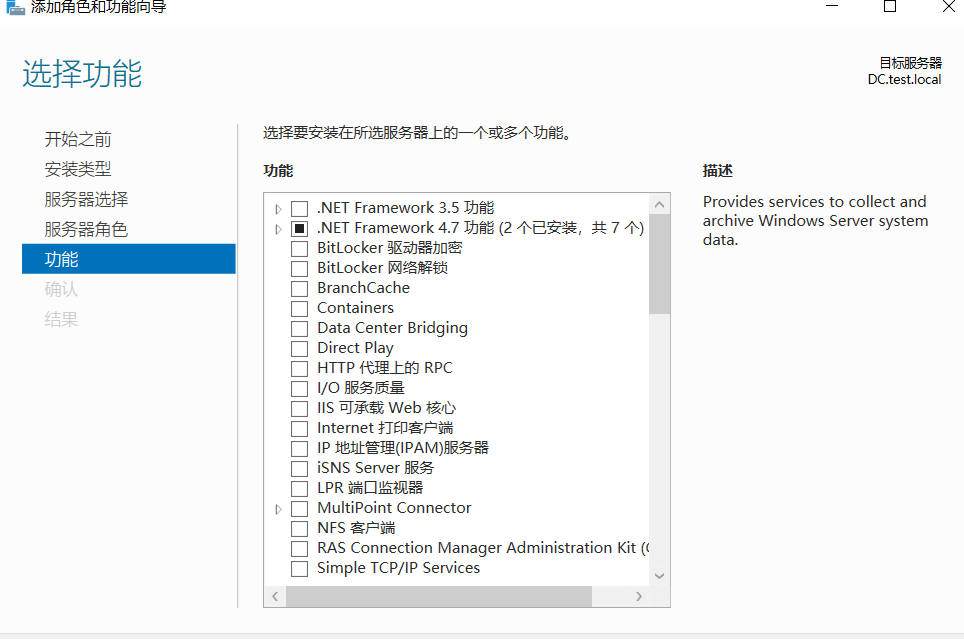 添加角色和功能向导
选择功能
目标服务器
DC.test.local
开始之前
安装类型
服务器选择
服务器角色
功能
确认
结果
选择要安装在所选服务器上的一个或多个功能。
功能
.NET Framework 3.5 功能
.NET Framework 4.7 功能 (2 个已安装，共 7 个)
BitLocker 驱动器加密
BitLocker 网络解锁
BranchCache
Containers
Data Center Bridging
Direct Play
HTTP 代理上的 RPC
I/O 服务质量
IIS 可承载 Web 核心
Internet 打印客户端
IP 地址管理(IPAM)服务器
iSNS Server 服务
LPR 端口监视器
MultiPoint Connector
NFS 客户端
RAS Connection Manager Administration Kit (
Simple TCP/IP Services
描述
Provides services to collect and
archive Windows Server system
data.